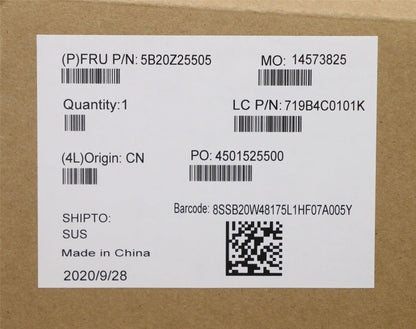 (P)FRU P/N: 5B20Z25505 MO: 14573825
Quantity:1 LC P/N: 719B4C0101K
(4L)Origin: CN PO: 4501525500
Barcode: 8SSB20W48175L1HF07A005Y
SHIPTO:
SUS
Made in China
2020/9/28